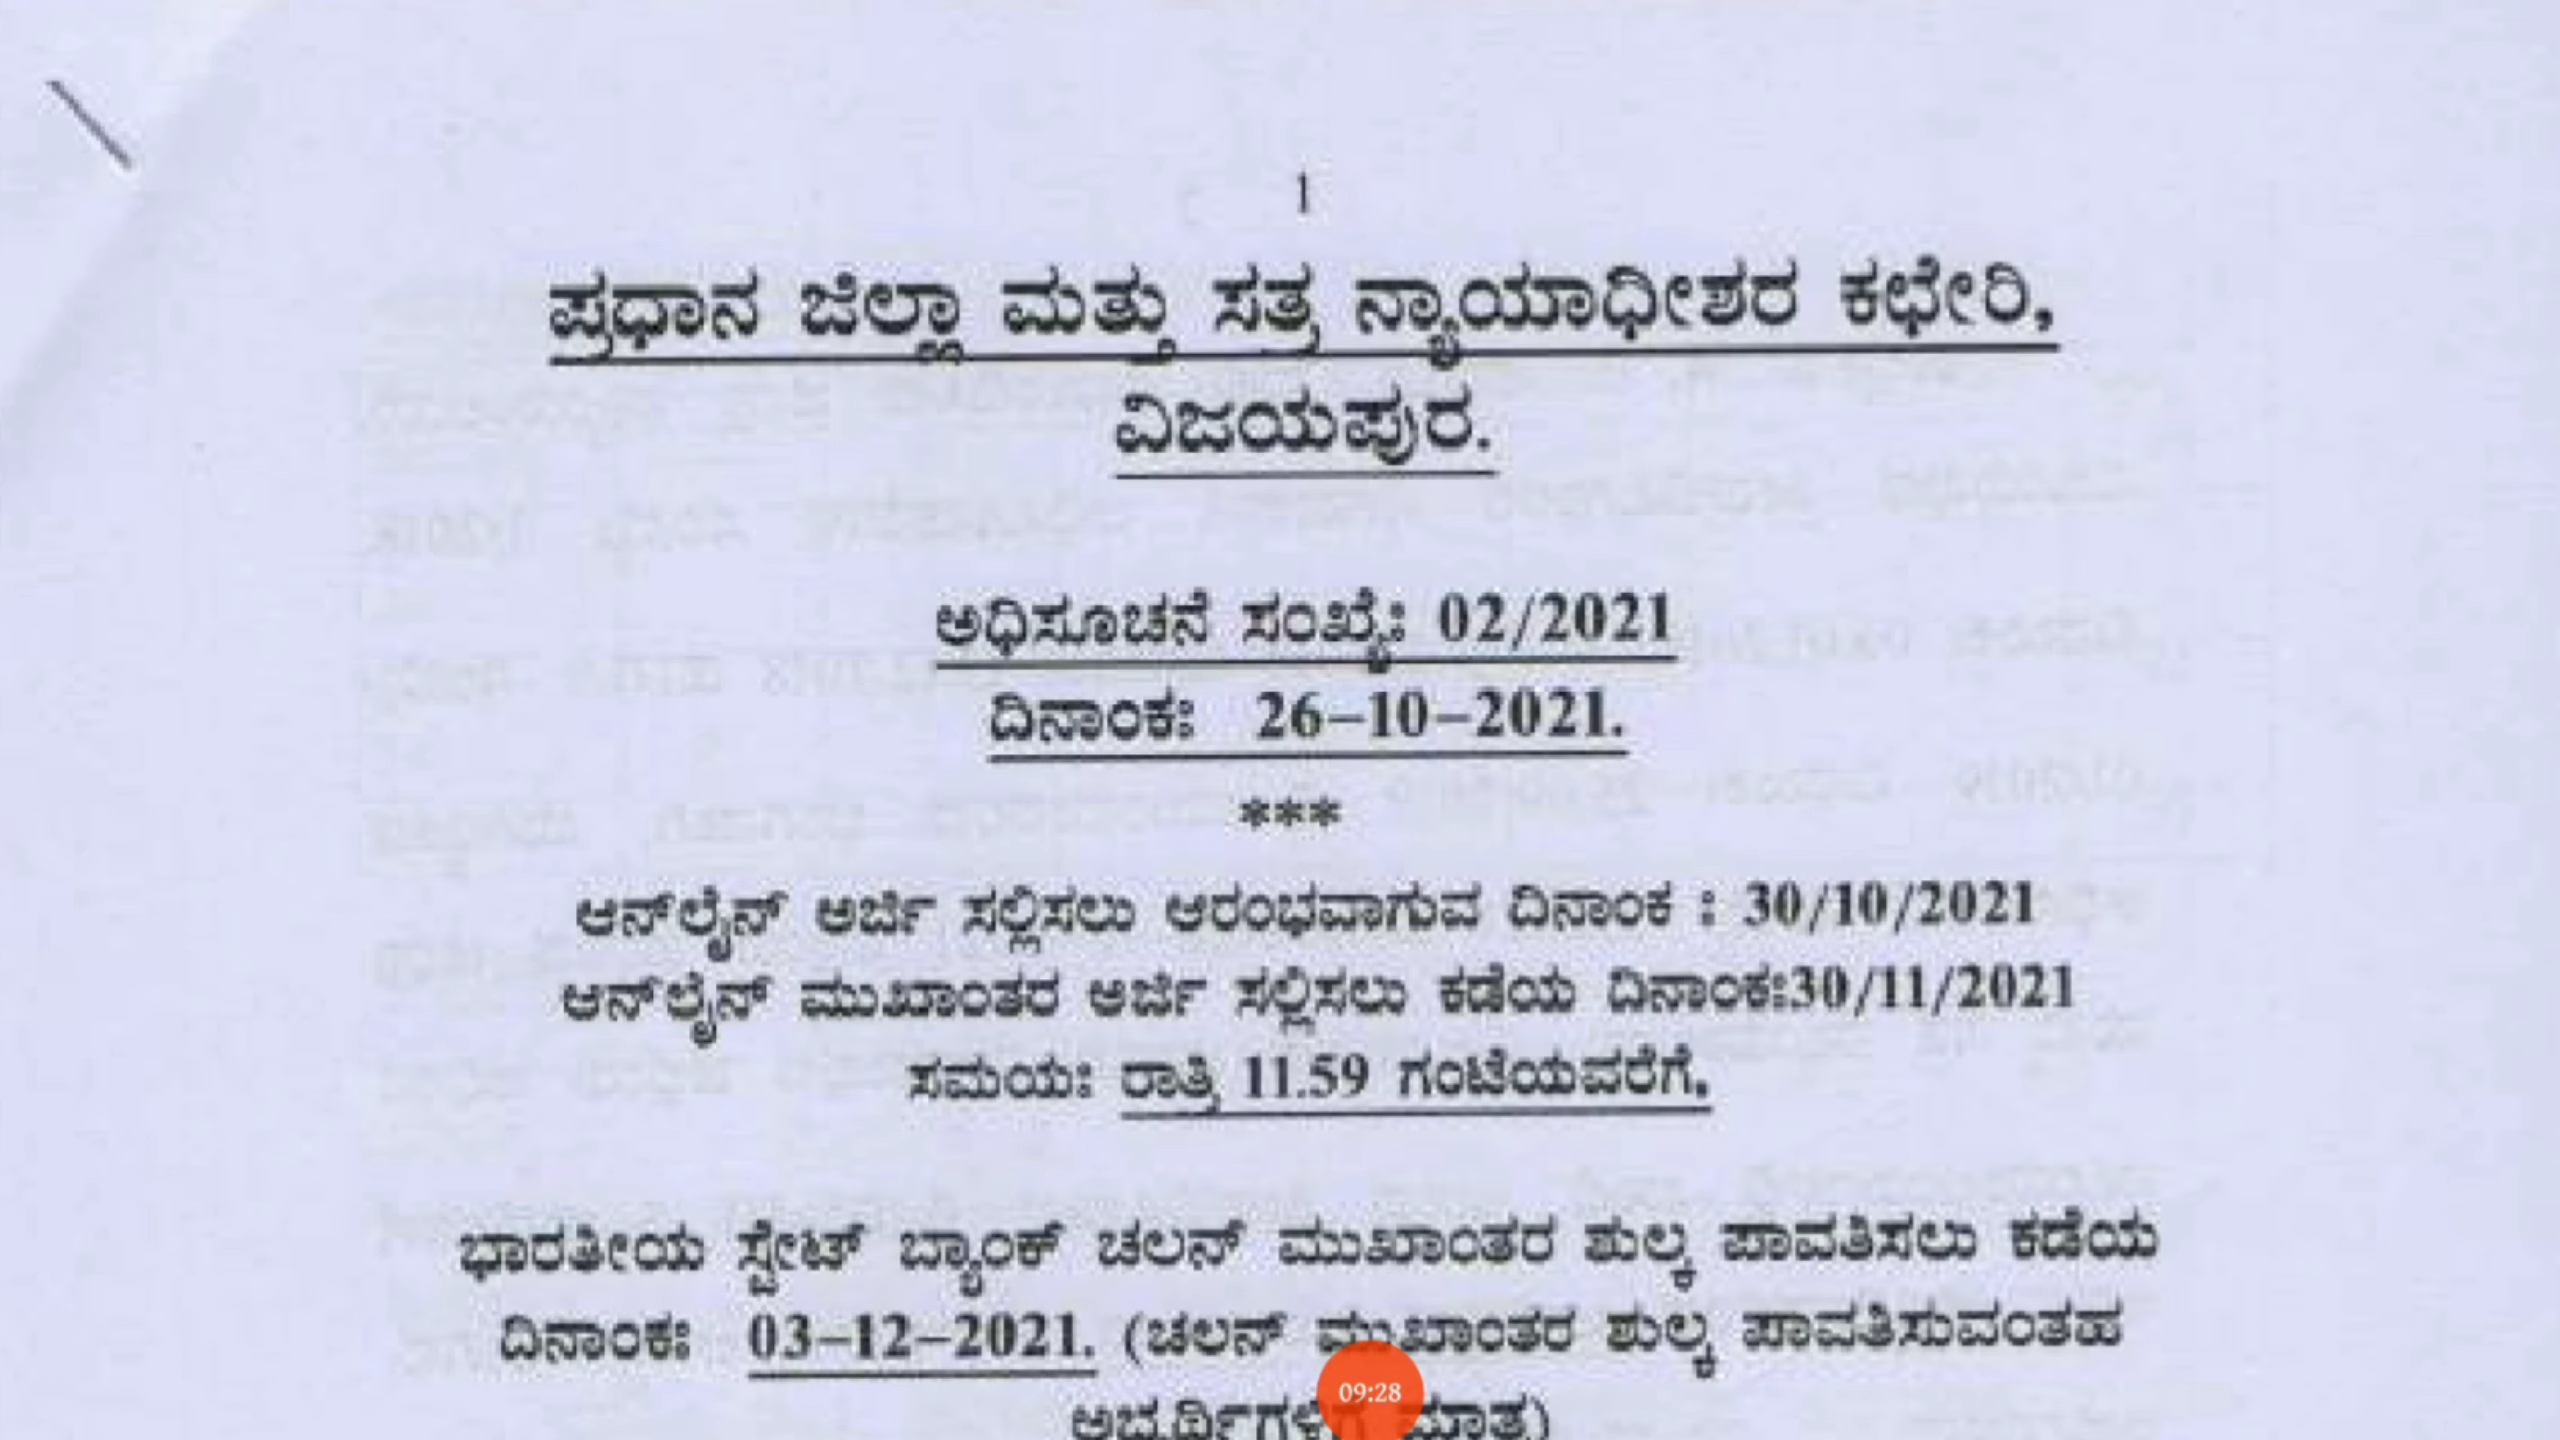 1
ಪ್ರಧಾನ ಜಿಲ್ಲಾ ಮತ್ತು ಸತ್ರ ನ್ಯಾಯಾಧೀಶರ ಕಛೇರಿ,
ವಿಜಯಪುರ.
ಅಧಿಸೂಚನೆ ಸಂಖ್ಯೆಃ 02/2021
ದಿನಾಂಕಃ 26-10-2021.
***
ಆನ್‌ಲೈನ್ ಅರ್ಜಿ ಸಲ್ಲಿಸಲು ಆರಂಭವಾಗುವ ದಿನಾಂಕ : 30/10/2021
ಆನ್‌ಲೈನ್ ಮುಖಾಂತರ ಅರ್ಜಿ ಸಲ್ಲಿಸಲು ಕಡೆಯ ದಿನಾಂಕಃ30/11/2021
ಸಮಯಃ ರಾತ್ರಿ 11.59 ಗಂಟೆಯವರೆಗೆ.
ಭಾರತೀಯ ಸ್ಟೇಟ್ ಬ್ಯಾಂಕ್ ಚಲನ್ ಮುಖಾಂತರ ಶುಲ್ಕ ಪಾವತಿಸಲು ಕಡೆಯ
ದಿನಾಂಕಃ 03-12-2021. (ಚಲನ್ ಮುಖಾಂತರ ಶುಲ್ಕ ಪಾವತಿಸುವಂತಹ
ಮಾತ್ರ)
09:28